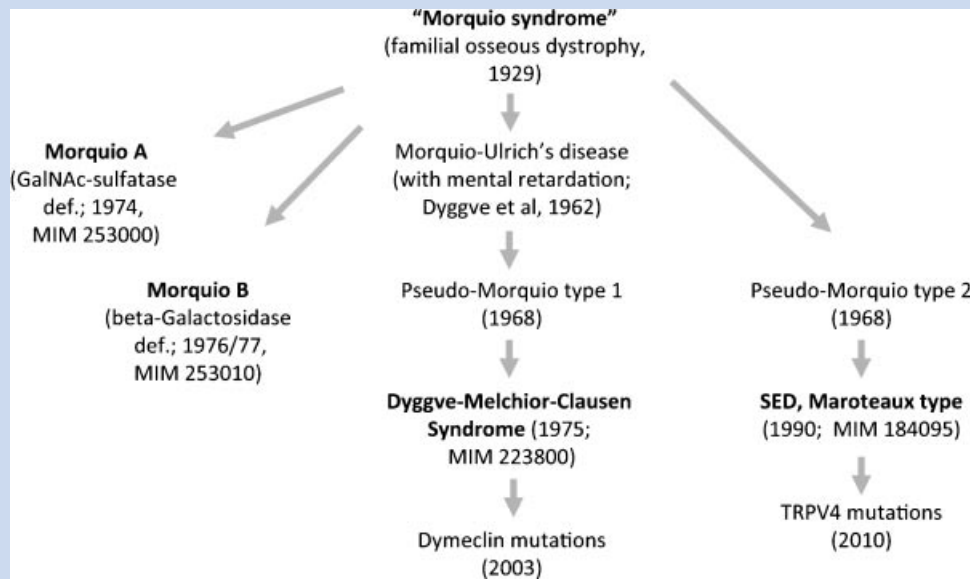 “Morquio syndrome”
(familial osseous dystrophy,
1929)
Morquio A
(GalNAc-sulfatase
def.; 1974,
MIM 253000)
Morquio B
(beta-Galactosidase
def.; 1976/77,
MIM 253010)
Morquio-Ulrich’s disease
(with mental retardation;
Dyggve et al, 1962)
Pseudo-Morquio type 1
(1968)
Dyggve-Melchior-Clausen
Syndrome (1975;
MIM 223800)
Dymeclin mutations
(2003)
Pseudo-Morquio type 2
(1968)
SED, Maroteaux type
(1990; MIM 184095)
TRPV4 mutations
(2010)